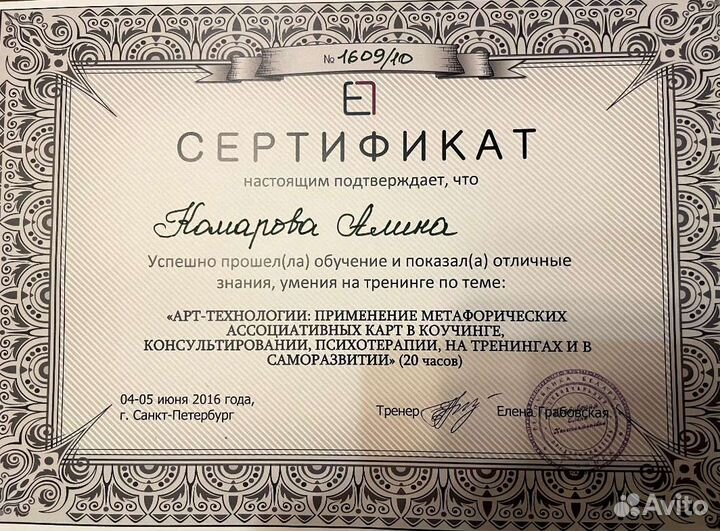 № 1609/10
СЕРТИФИКАТ
настоящим подтверждает, что
Комарова Алина
Успешно прошел(ла) обучение и показал(а) отличные
знания, умения на тренинге по теме:
«АРТ-ТЕХНОЛОГИИ: ПРИМЕНЕНИЕ МЕТАФОРИЧЕСКИХ
АССОЦИАТИВНЫХ КАРТ В КОУЧИНГЕ,
КОНСУЛЬТИРОВАНИИ, ПСИХОТЕРАПИИ, НА ТРЕНИНГАХ И В
САМОРАЗВИТИИ» (20 часов)
04-05 июня 2016 года,
г. Санкт-Петербург
Тренер Елена Грабовская
Avito